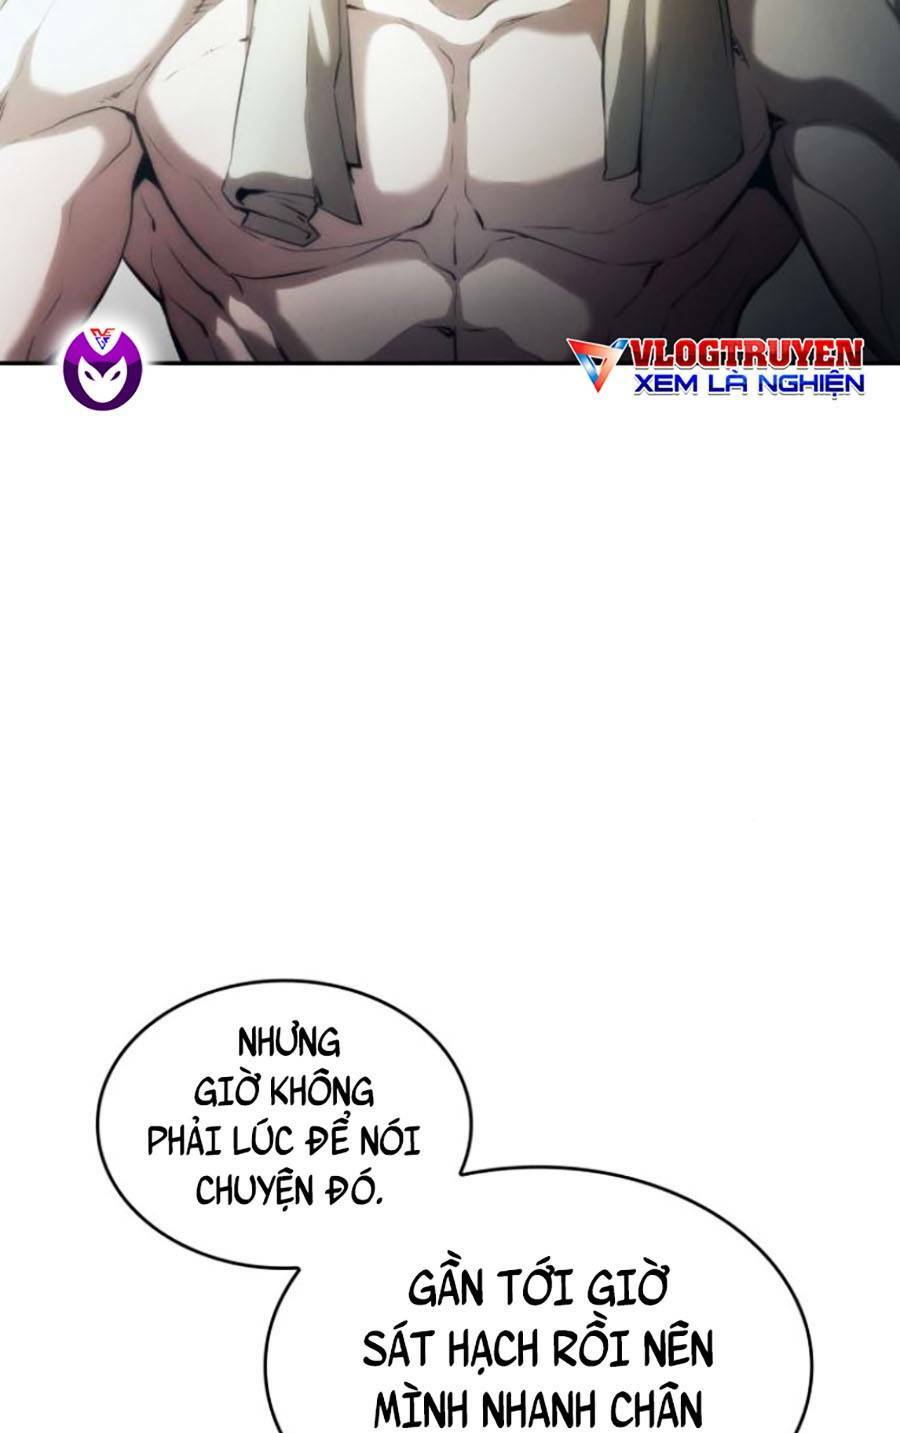 VLOGTRUYEN
XEM LÀ NGHIỆN
NHƯNG
GIỜ KHÔNG
PHẢI LÚC ĐỂ NÓI
CHUYỆN ĐÓ.
GẦN TỚI GIỜ
SÁT HẠCH RỒI NÊN
MÌNH NHANH CHÂN